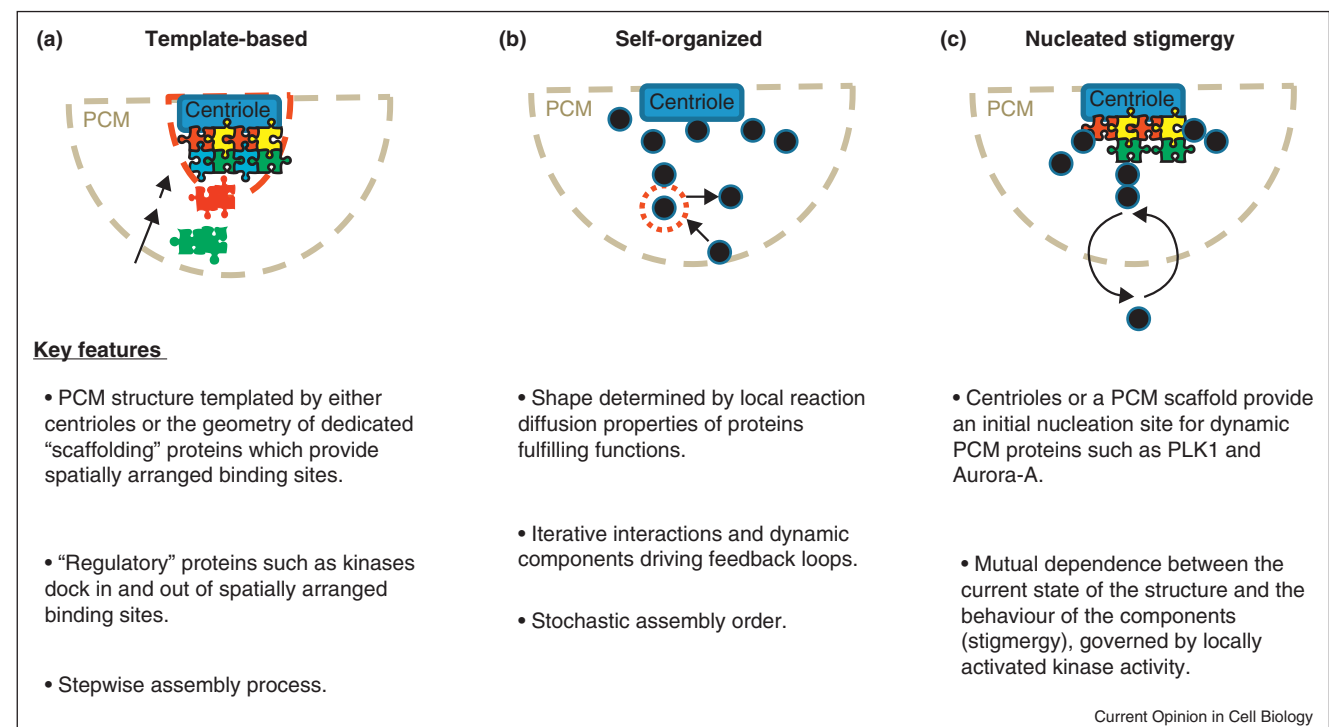 (a) Template-based
PCM
Centriole
(b) Self-organized
PCM
Centriole
(c) Nucleated stigmergy
PCM
Centriole
Key features
• PCM structure templated by either
centrioles or the geometry of dedicated
“scaffolding” proteins which provide
spatially arranged binding sites.
• “Regulatory” proteins such as kinases
dock in and out of spatially arranged
binding sites.
• Stepwise assembly process.
• Shape determined by local reaction
diffusion properties of proteins
fulfilling functions.
• Iterative interactions and dynamic
components driving feedback loops.
• Stochastic assembly order.
• Centrioles or a PCM scaffold provide
an initial nucleation site for dynamic
PCM proteins such as PLK1 and
Aurora-A.
• Mutual dependence between the
current state of the structure and the
behaviour of the components
(stigmergy), governed by locally
activated kinase activity.
Current Opinion in Cell Biology